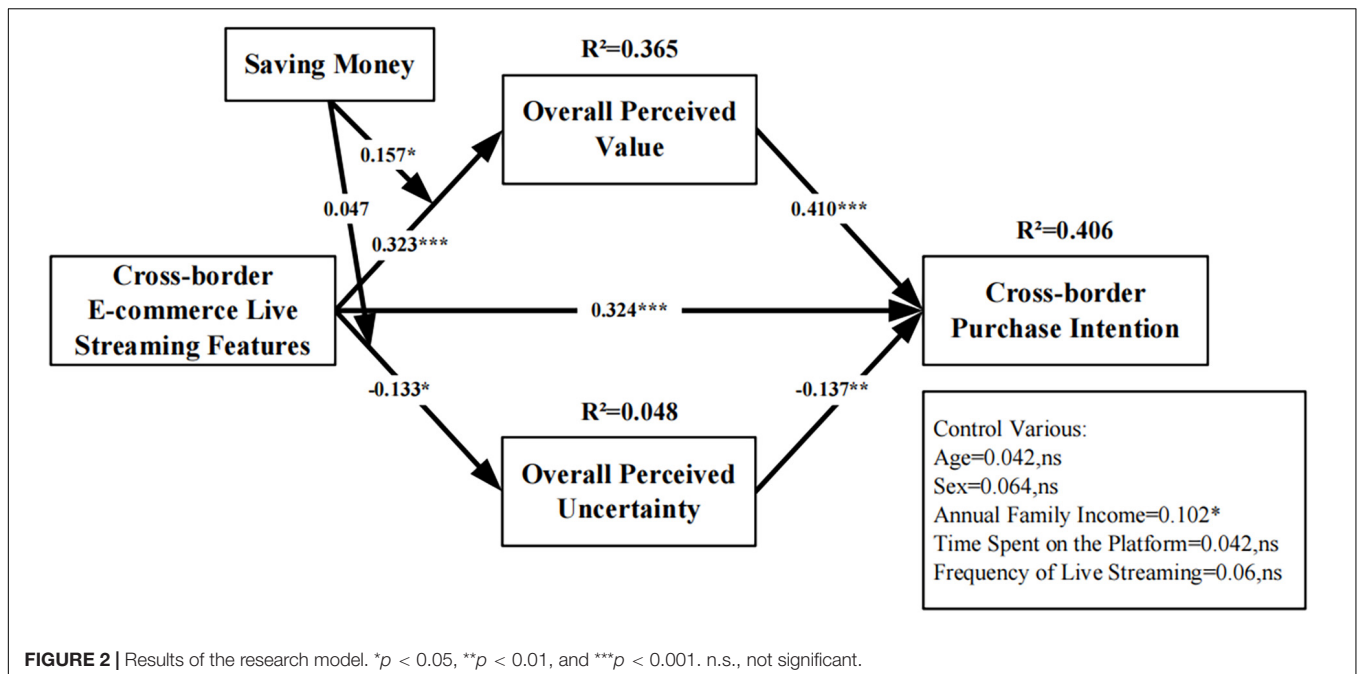 Saving Money
R²=0.365
Overall Perceived
Value
0.157*
0.047
0.323***
0.410***
R²=0.406
Cross-border
E-commerce Live
Streaming Features
0.324***
Cross-border
Purchase Intention
-0.133*
-0.137**
R²=0.048
Overall Perceived
Uncertainty
Control Various:
Age=0.042,ns
Sex=0.064,ns
Annual Family Income=0.102*
Time Spent on the Platform=0.042,ns
Frequency of Live Streaming=0.06,ns
FIGURE 2 | Results of the research model. *p < 0.05, **p < 0.01, and ***p < 0.001. n.s., not significant.